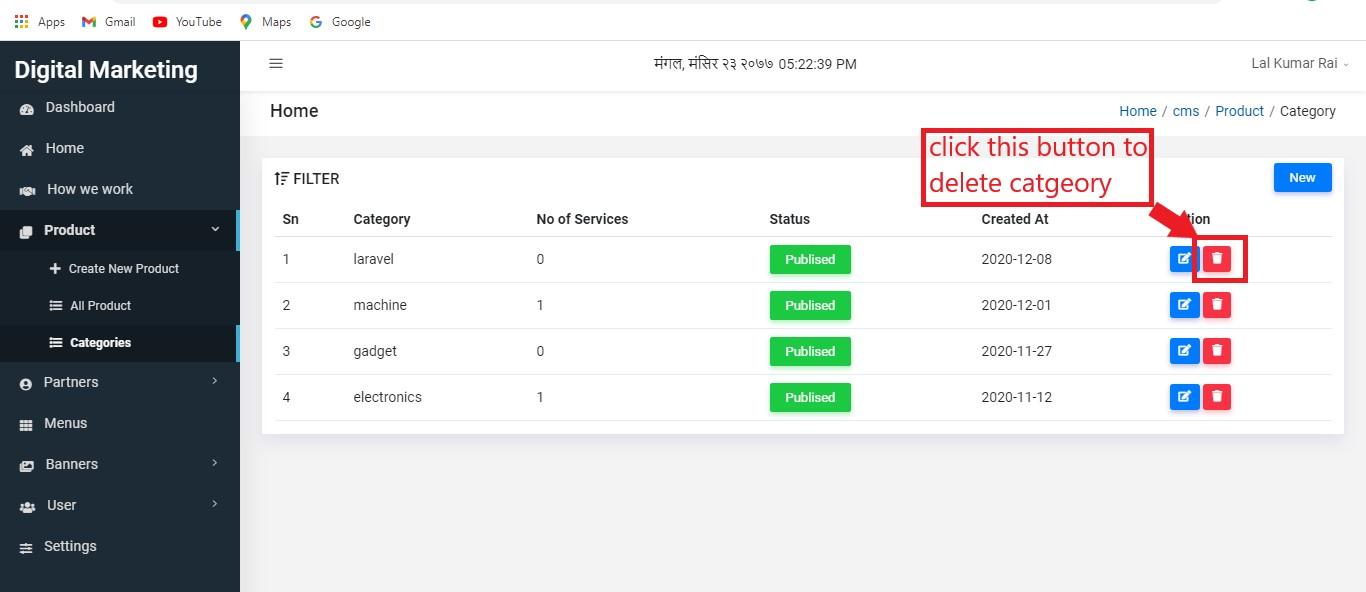 Apps Gmail YouTube Maps Google
Digital Marketing
मंगल, मंसिर २३ २०७७ 05:22:39 PM
Lal Kumar Rai
Dashboard
Home
How we work
Product
Create New Product
All Product
Categories
Partners
Menus
Banners
User
Settings
Home
Home / cms / Product / Category
click this button to
delete catgeory
FILTER
New
Sn Category No of Services Status Created At
1 laravel 0 Publised 2020-12-08
2 machine 1 Publised 2020-12-01
3 gadget 0 Publised 2020-11-27
4 electronics 1 Publised 2020-11-12